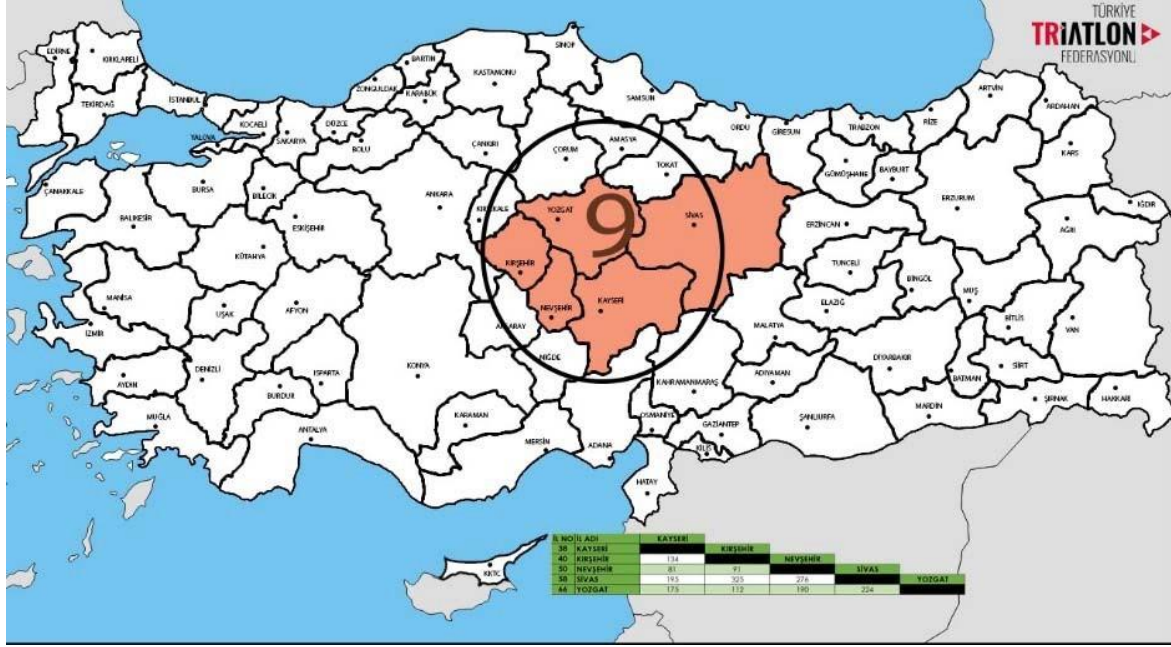 TÜRKİYE
TRİATLON
FEDERASYONU
EDİRNE
KIRKLARELİ
TEKİRDAĞ
İSTANBUL
YALOVA
KOCAELİ
SAKARYA
DÜZCE
ZONGULDAK
BARTIN
KARABÜK
BOLU
KASTAMONU
SİNOP
ÇANKIRI
SAMSUN
AMASYA
ÇORUM
TOKAT
ORDU
GİRESUN
TRABZON
RİZE
ARTVİN
ARDAHAN
KARS
GÜMÜŞHANE
BAYBURT
IĞDIR
ÇANAKKALE
BALIKESİR
BURSA
BİLECİK
ESKİŞEHİR
KÜTAHYA
ANKARA
YOZGAT
9
SİVAS
ERZİNCAN
ERZURUM
AĞRI
KIRŞEHİR
NEVŞEHİR
KAYSERİ
TUNCELİ
BİNGÖL
MUŞ
ELAZIĞ
BİTLİS
VAN
MANİSA
UŞAK
AFYON
İZMİR
NİĞDE
MALATYA
AYDIN
DENİZLİ
ISPARTA
BURDUR
KONYA
KAHRAMANMARAŞ
ADIYAMAN
DİYARBAKIR
BATMAN
SİİRT
ŞIRNAK
HAKKARİ
MUĞLA
ANTALYA
KARAMAN
MERSİN
ADANA
OSMANİYE
GAZİANTEP
KİLİS
ŞANLIURFA
MARDİN
HATAY
KKTC
İL NO İL ADI KAYSERİ
38 KAYSERİ KIRŞEHİR
40 KIRŞEHİR 134 NEVŞEHİR
50 NEVŞEHİR 81 91 SİVAS
58 SİVAS 195 325 276 YOZGAT
66 YOZGAT 175 112 190 224